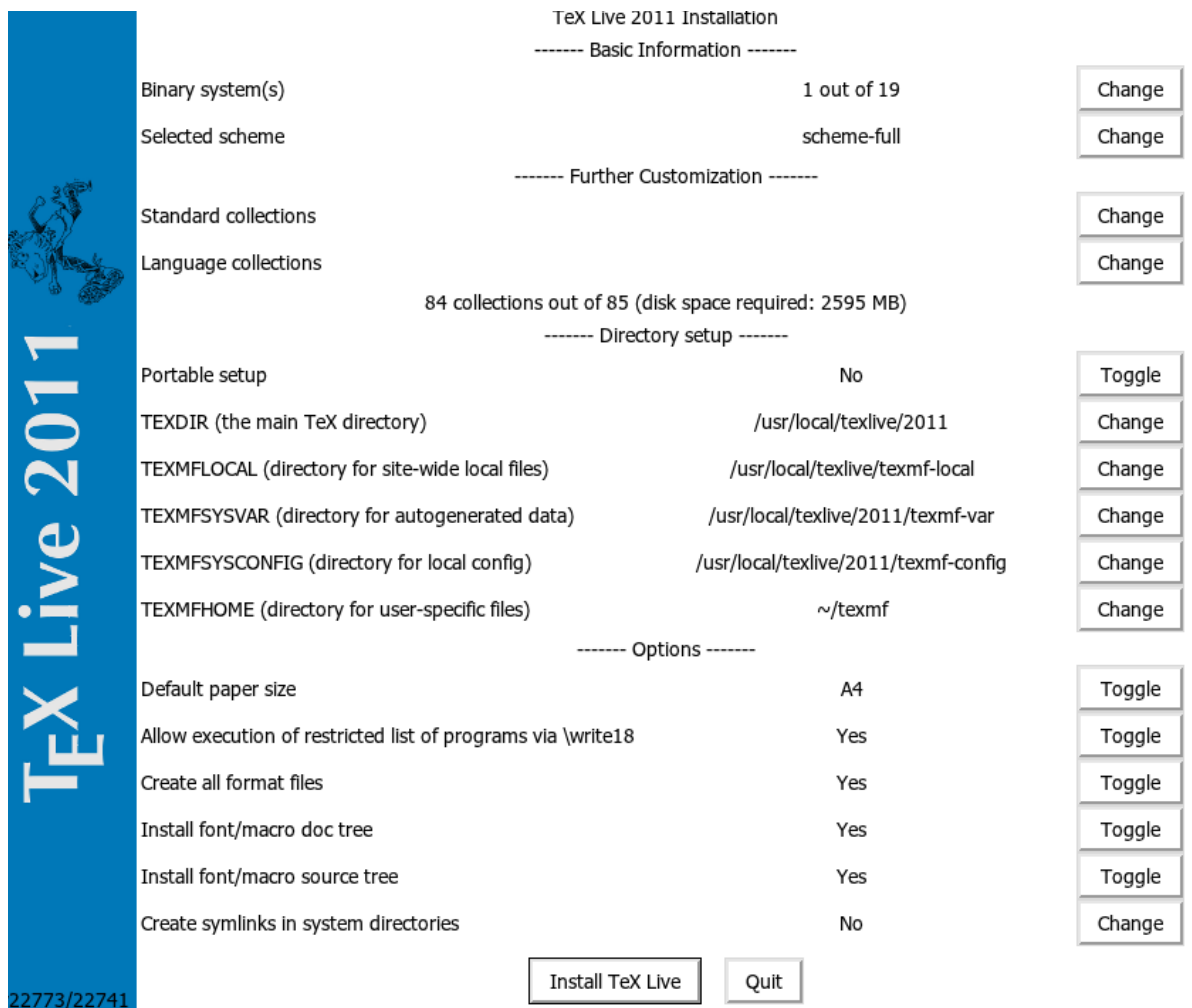 TeX Live 2011 Installation
------- Basic Information -------
Binary system(s) 1 out of 19 Change
Selected scheme scheme-full Change
------- Further Customization -------
Standard collections Change
Language collections Change
84 collections out of 85 (disk space required: 2595 MB)
------- Directory setup -------
Portable setup No Toggle
TEXDIR (the main TeX directory) /usr/local/texlive/2011 Change
TEXMFLOCAL (directory for site-wide local files) /usr/local/texlive/texmf-local Change
TEXMFSYSVAR (directory for autogenerated data) /usr/local/texlive/2011/texmf-var Change
TEXMFSYSCONFIG (directory for local config) /usr/local/texlive/2011/texmf-config Change
TEXMFHOME (directory for user-specific files) ~/texmf Change
------- Options -------
Default paper size A4 Toggle
Allow execution of restricted list of programs via \write18 Yes Toggle
Create all format files Yes Toggle
Install font/macro doc tree Yes Toggle
Install font/macro source tree Yes Toggle
Create symlinks in system directories No Change
Install TeX Live Quit
TEX Live 2011
22773/22741